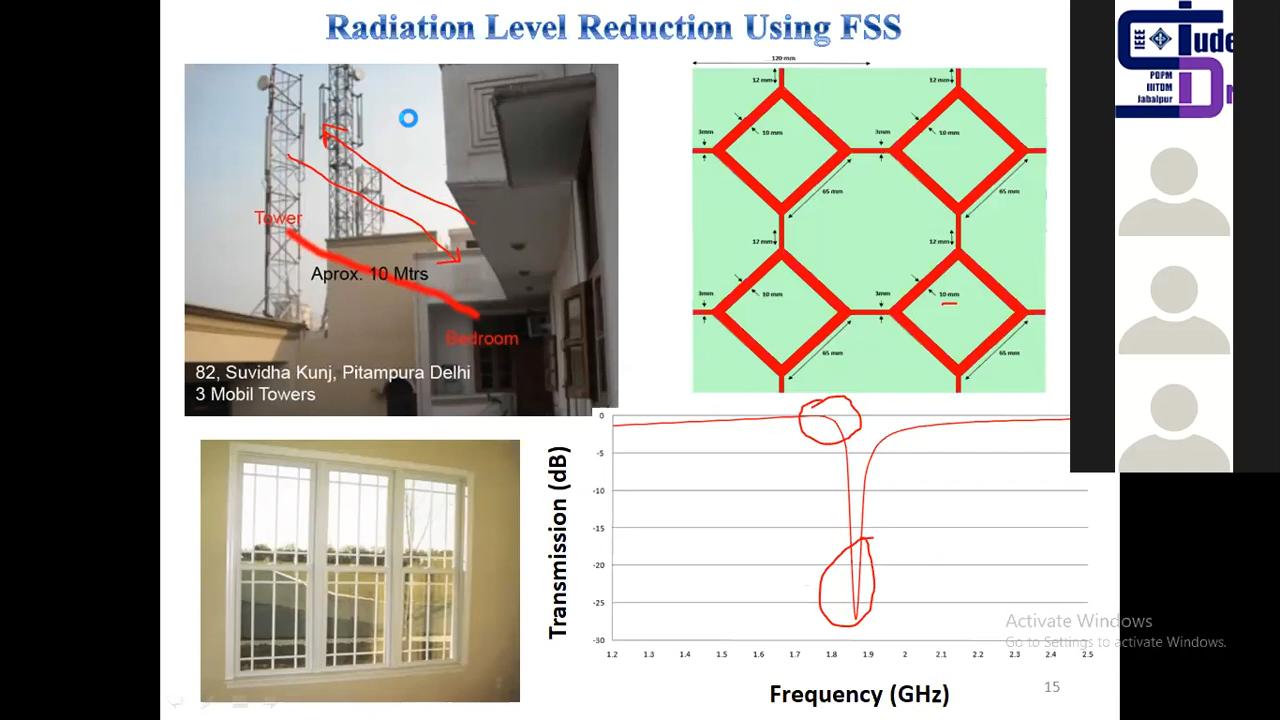 Radiation Level Reduction Using FSS
IEEE
PDPM
IIITDM
Jabalpur
Tower
Aprox. 10 Mtrs
Bedroom
82, Suvidha Kunj, Pitampura Delhi
3 Mobil Towers
120 mm
12 mm
12 mm
3mm
10 mm
3mm
10 mm
65 mm
65 mm
12 mm
12 mm
3mm
10 mm
3mm
10 mm
65 mm
65 mm
Transmission (dB)
0
-5
-10
-15
-20
-25
-30
1.2 1.3 1.4 1.5 1.6 1.7 1.8 1.9 2 2.1 2.2 2.3 2.4 2.5
Frequency (GHz)
Activate Windows
Go to Settings to activate Windows.
15